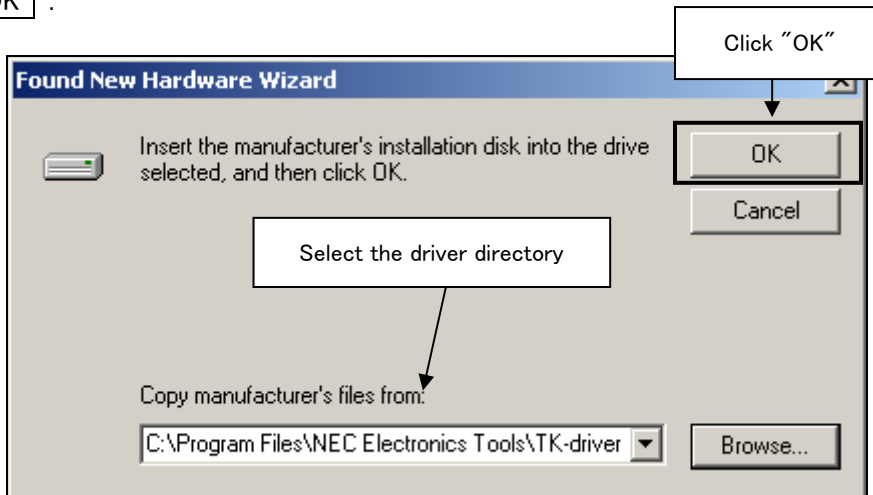 .
Click "OK"
Found New Hardware Wizard
Insert the manufacturer's installation disk into the drive
selected, and then click OK.
OK
Cancel
Select the driver directory
Copy manufacturer's files from:
C:\Program Files\NEC Electronics Tools\TK-driver
Browse...